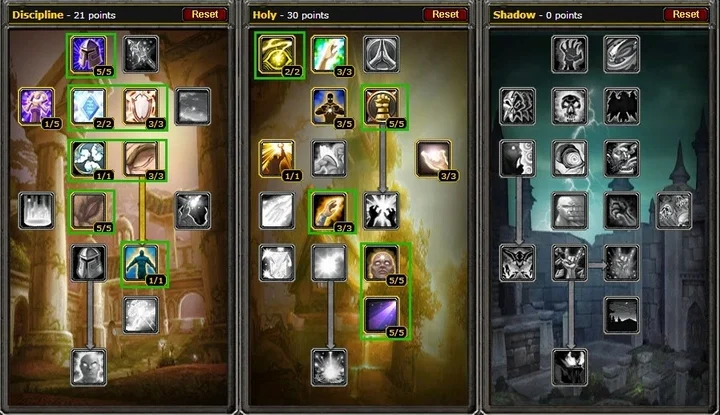 Discipline - 21 points Reset Holy - 30 points Reset Shadow - 0 points Reset
5/5 2/2 3/3
1/5 2/2 3/3 3/5 5/5
1/1 3/3 1/1 3/3
5/5 3/3
1/1 5/5
5/5